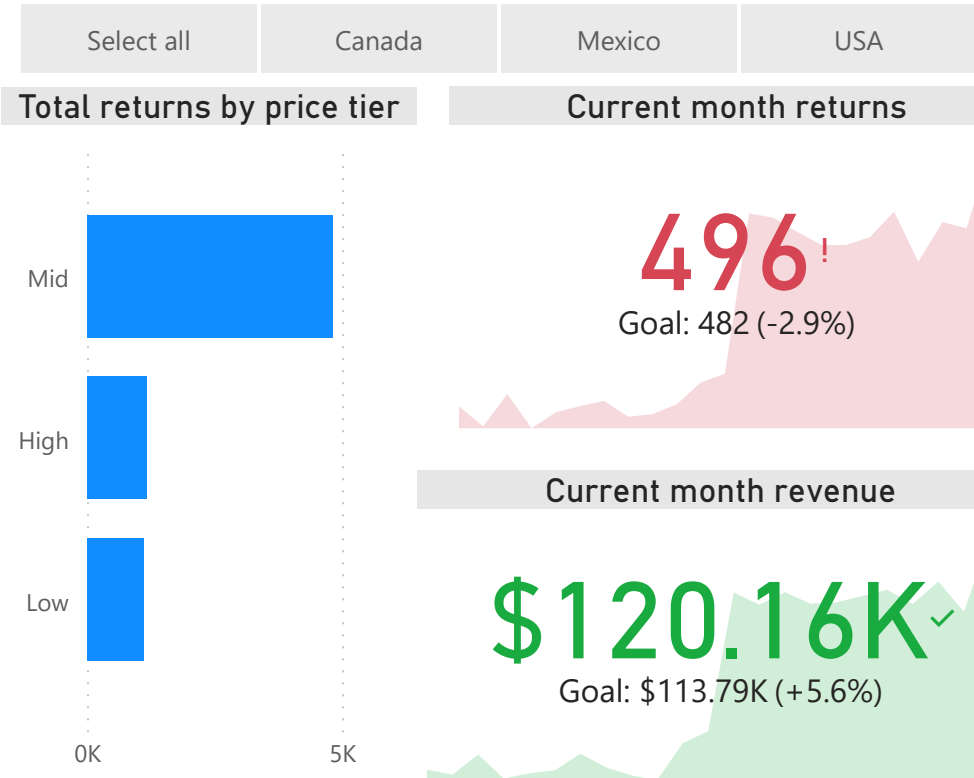 Select all
Canada
Mexico
USA
Total returns by price tier
Mid
High
Low
0K
5K
Current month returns
496!
Goal: 482 (-2.9%)
Current month revenue
$120.16K
Goal: $113.79K (+5.6%)